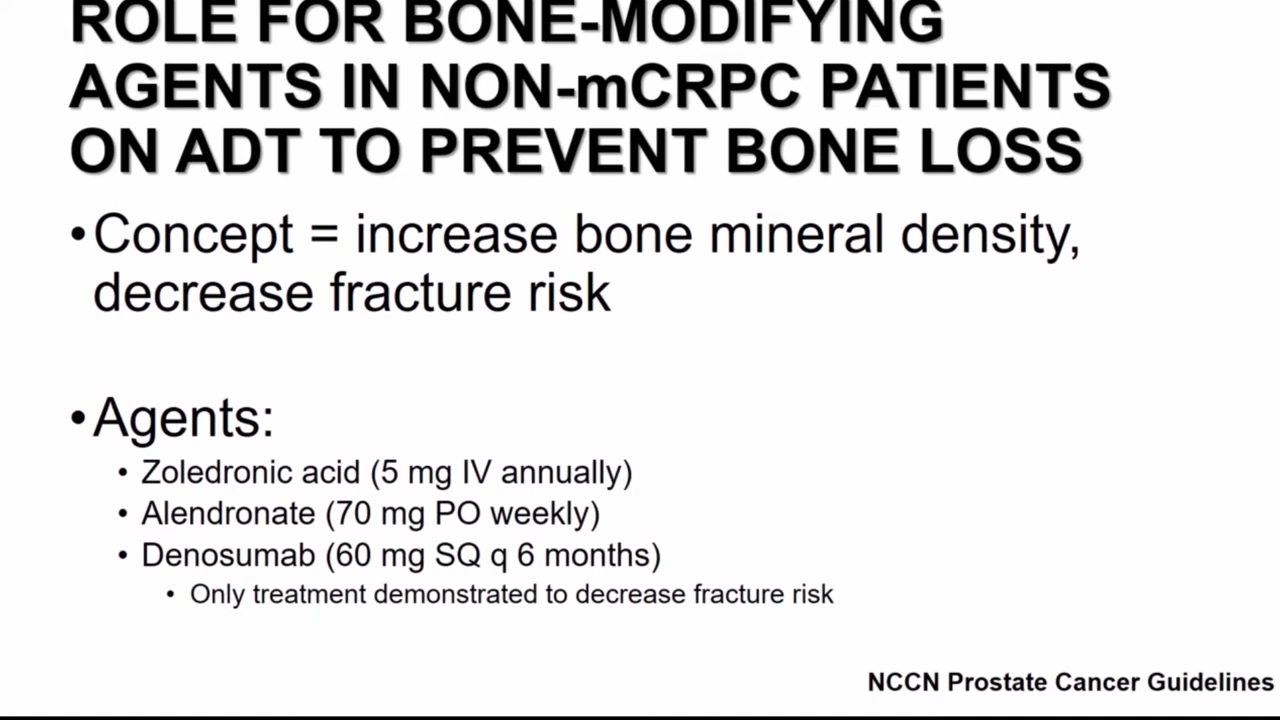 ROLE FOR BONE-MODIFYING
AGENTS IN NON-mCRPC PATIENTS
ON ADT TO PREVENT BONE LOSS
•Concept = increase bone mineral density,
decrease fracture risk
•Agents:
• Zoledronic acid (5 mg IV annually)
• Alendronate (70 mg PO weekly)
• Denosumab (60 mg SQ q 6 months)
• Only treatment demonstrated to decrease fracture risk
NCCN Prostate Cancer Guidelines